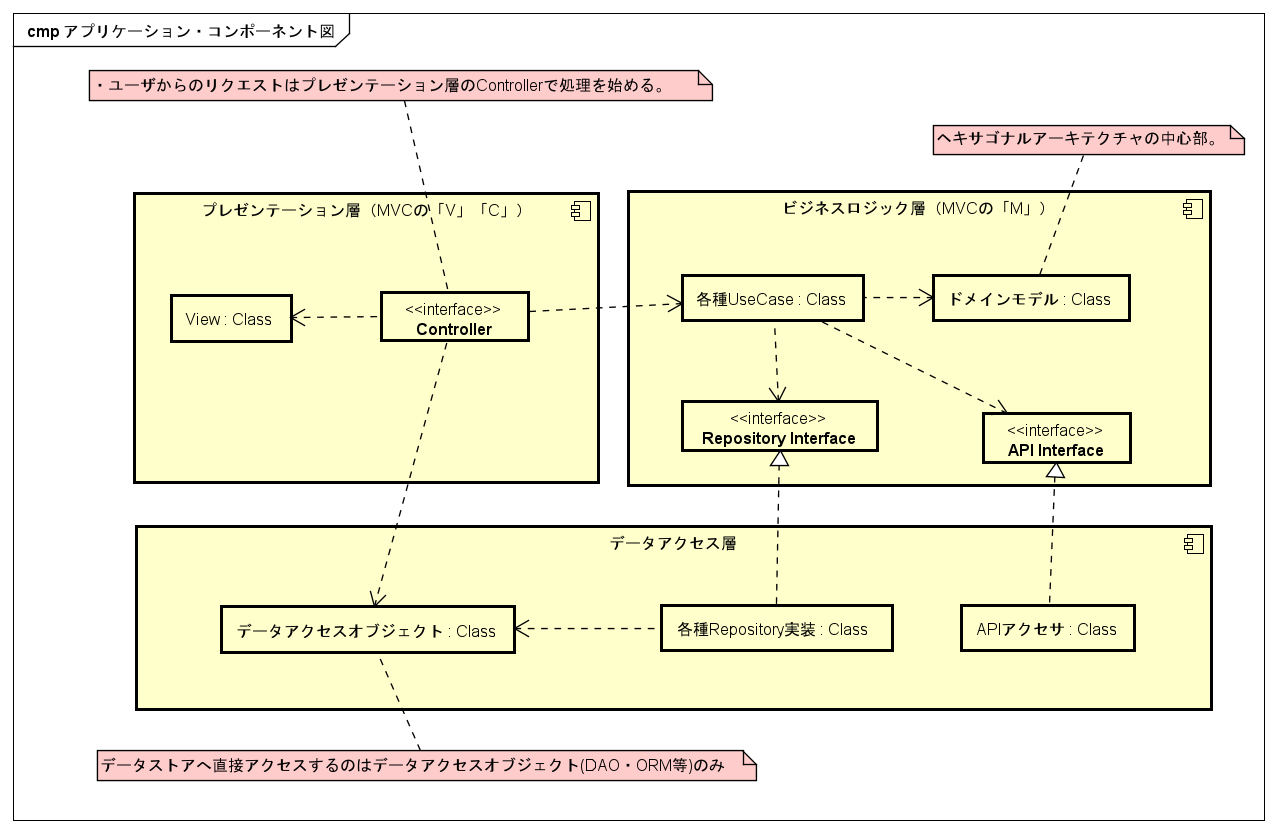 cmp アプリケーション・コンポーネント図
・ユーザからのリクエストはプレゼンテーション層のControllerで処理を始める。
ヘキサゴナルアーキテクチャの中心部。
プレゼンテーション層（MVCの「V」「C」）
ビジネスロジック層（MVCの「M」）
View : Class
<<interface>>
Controller
各種UseCase : Class
ドメインモデル : Class
<<interface>>
Repository Interface
<<interface>>
API Interface
データアクセス層
データアクセスオブジェクト : Class
各種Repository実装 : Class
APIアクセサ : Class
データストアへ直接アクセスするのはデータアクセスオブジェクト(DAO・ORM等)のみ